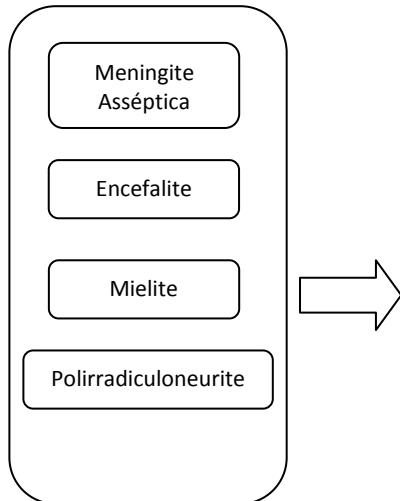 Meningite
Asséptica
Encefalite
Mielite
Polirradiculoneurite